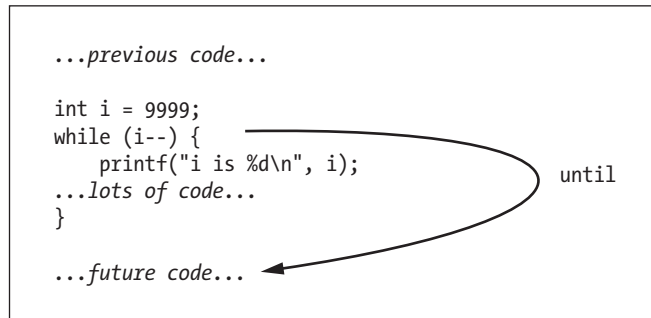 ...previous code...
int i = 9999;
while (i--) {
    printf("i is %d\n", i);
...lots of code...
}
until
...future code...